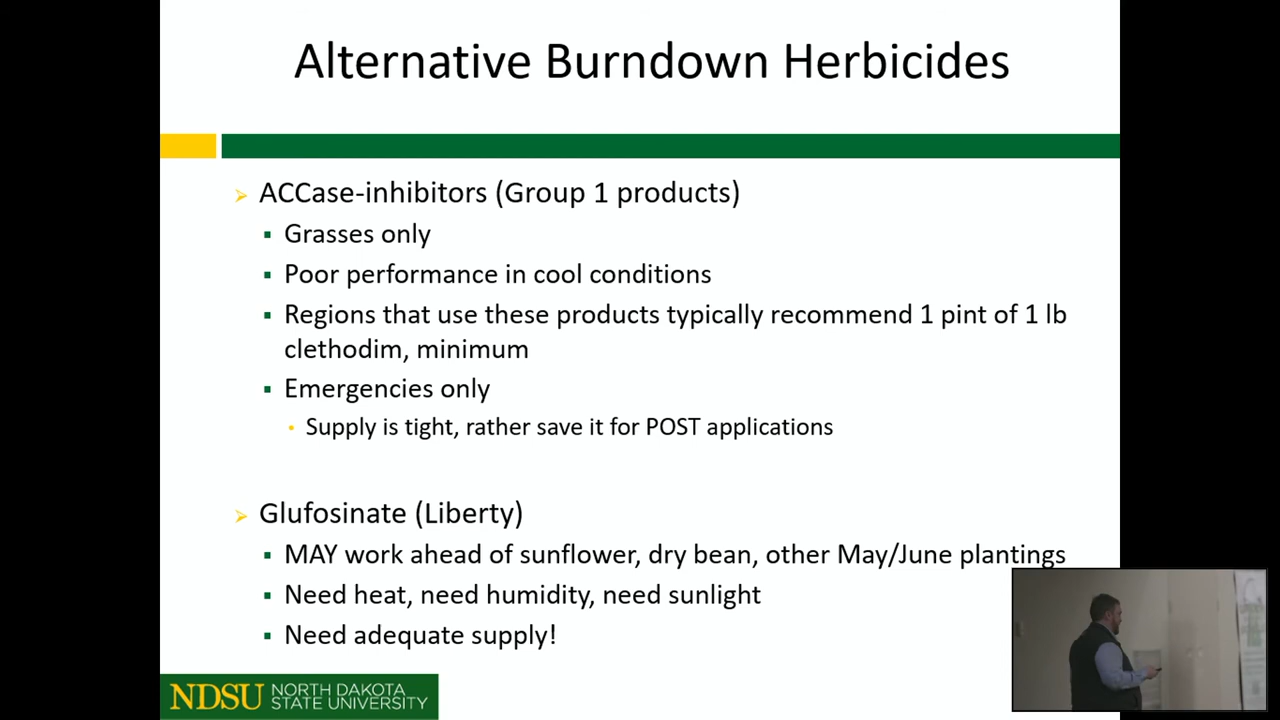 Alternative Burndown Herbicides
ACCase-inhibitors (Group 1 products)
Grasses only
Poor performance in cool conditions
Regions that use these products typically recommend 1 pint of 1 lb
clethodim, minimum
Emergencies only
Supply is tight, rather save it for POST applications
Glufosinate (Liberty)
MAY work ahead of sunflower, dry bean, other May/June plantings
Need heat, need humidity, need sunlight
Need adequate supply!
NDSU NORTH DAKOTA
STATE UNIVERSITY